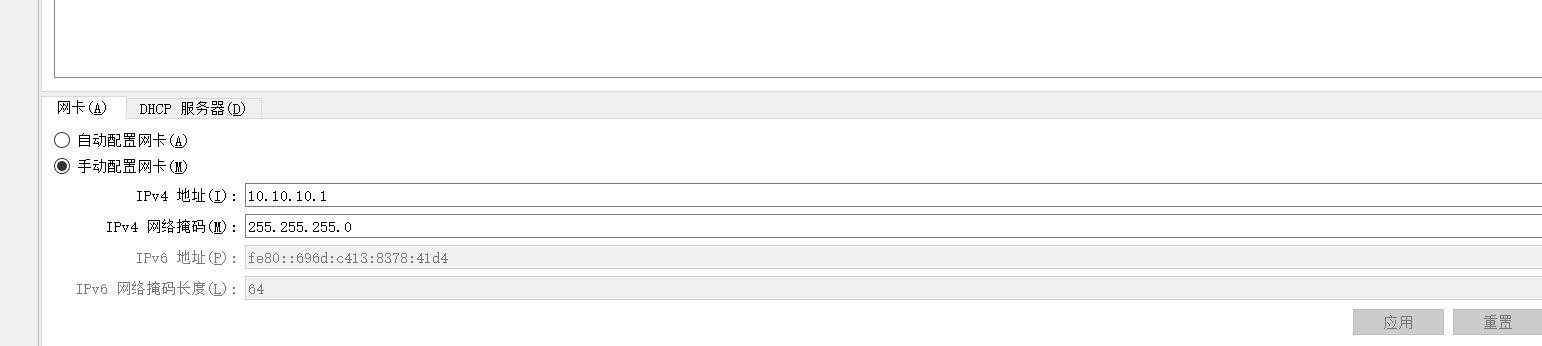 网卡(A) DHCP 服务器(D)
自动配置网卡(A)
手动配置网卡(M)
IPv4 地址(I): 10.10.10.1
IPv4 网络掩码(M): 255.255.255.0
IPv6 地址(P): fe80::696d:c413:8378:41d4
IPv6 网络掩码长度(L): 64
应用 重置